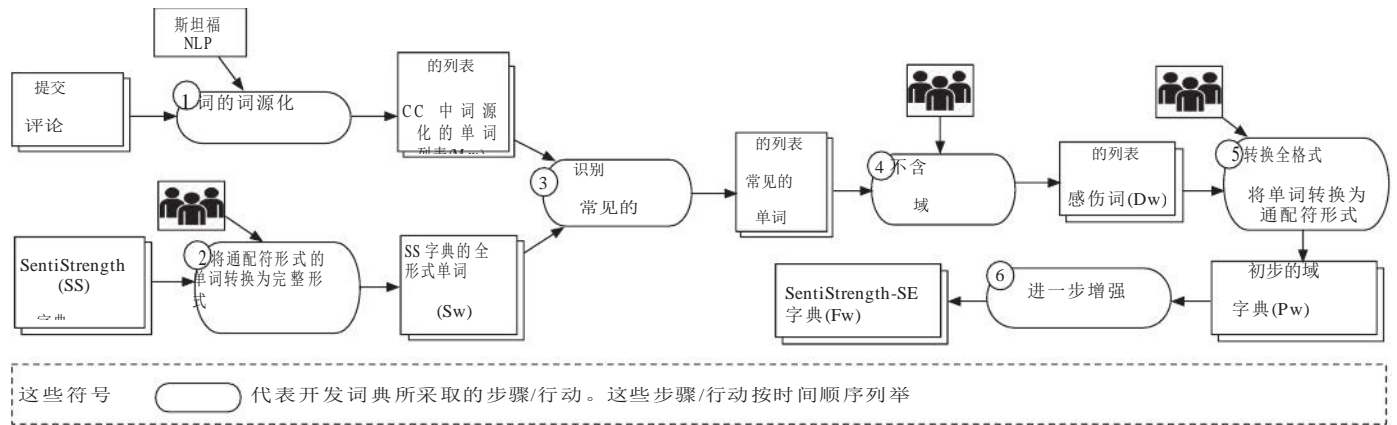 斯坦福
NLP
提交
评论
1词的词源化
的列表
CC 中词源
化的单词
SentiStrength
(SS)
字典
2将通配符形式的
单词转换为完整形
式
SS字典的全
形式单词
(Sw)
3
识别
常见的
的列表
常见的
单词
4不含
域
的列表
感伤词(Dw)
5转换全格式
将单词转换为
通配符形式
初步的域
字典(Pw)
6
进一步增强
SentiStrength-SE
字典(Fw)
这些符号
代表开发词典所采取的步骤/行动。这些步骤/行动按时间顺序列举